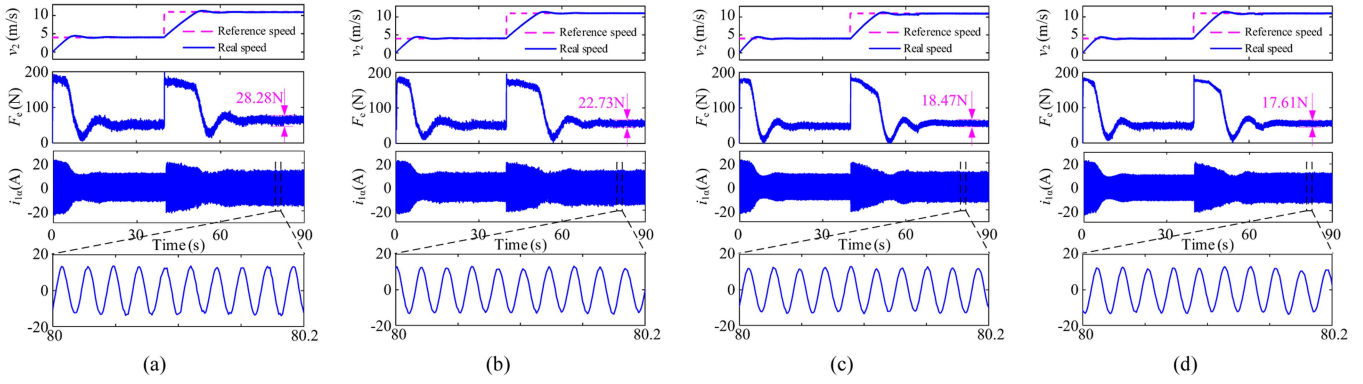 v₂ (m/s)
10
5
0
Reference speed
Real speed
Fₑ(N)
200
100
0
28.28N
i₁α(A)
20
0
-20
0
30
60
90
Time(s)
20
0
-20
80
80.2
(a)
v₂ (m/s)
10
5
0
Reference speed
Real speed
Fₑ(N)
200
100
0
22.73N
i₁α(A)
20
0
-20
0
30
60
90
Time(s)
20
0
-20
80
80.2
(b)
v₂ (m/s)
10
5
0
Reference speed
Real speed
Fₑ(N)
200
100
0
18.47N
i₁α(A)
20
0
-20
0
30
60
90
Time(s)
20
0
-20
80
80.2
(c)
v₂ (m/s)
10
5
0
Reference speed
Real speed
Fₑ(N)
200
100
0
17.61N
i₁α(A)
20
0
-20
0
30
60
90
Time(s)
20
0
-20
80
80.2
(d)